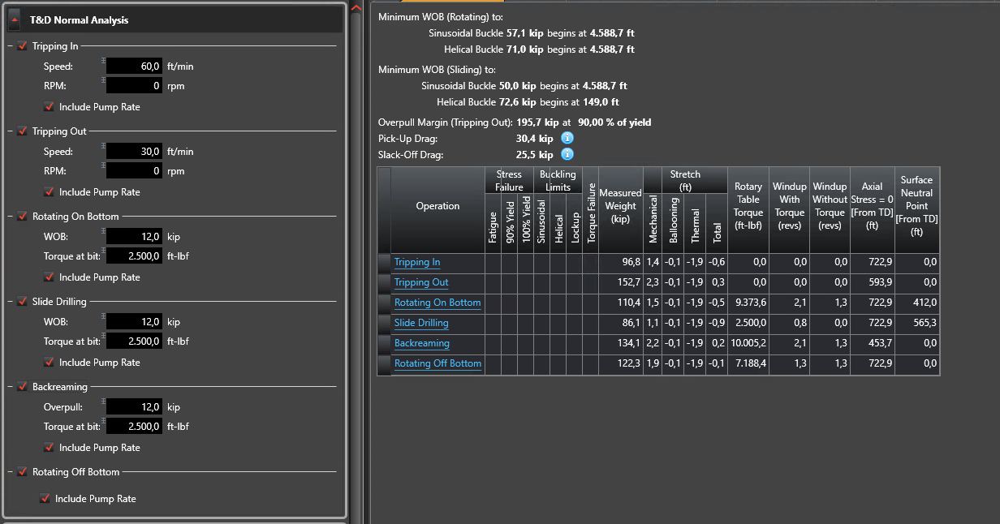 T&D Normal Analysis
Tripping In
Speed: 60,0 ft/min
RPM: 0 rpm
Include Pump Rate
Tripping Out
Speed: 30,0 ft/min
RPM: 0 rpm
Include Pump Rate
Rotating On Bottom
WOB: 12,0 kip
Torque at bit: 2.500,0 ft-lbf
Include Pump Rate
Slide Drilling
WOB: 12,0 kip
Torque at bit: 2.500,0 ft-lbf
Include Pump Rate
Backreaming
Overpull: 12,0 kip
Torque at bit: 2.500,0 ft-lbf
Include Pump Rate
Rotating Off Bottom
Include Pump Rate
Minimum WOB (Rotating) to:
Sinusoidal Buckle 57,1 kip begins at 4.588,7 ft
Helical Buckle 71,0 kip begins at 4.588,7 ft
Minimum WOB (Sliding) to:
Sinusoidal Buckle 50,0 kip begins at 4.588,7 ft
Helical Buckle 72,6 kip begins at 149,0 ft
Overpull Margin (Tripping Out): 195,7 kip at 90,00 % of yield
Pick-Up Drag: 30,4 kip i
Slack-Off Drag: 25,5 kip i
Operation
Stress
Failure
Fatigue
90% Yield
100% Yield
Buckling
Limits
Sinusoidal
Helical
Lockup
Torque Failure
Measured
Weight
(kip)
Stretch
(ft)
Mechanical
Ballooning
Thermal
Total
Rotary
Table
Torque
(ft-lbf)
Windup
With
Torque
(revs)
Windup
Without
Torque
(revs)
Axial
Stress = 0
[From TD]
(ft)
Surface
Neutral
Point
[From TD]
(ft)
Tripping In 96,8 1,4 -0,1 -1,9 -0,6 0,0 0,0 0,0 722,9 0,0
Tripping Out 152,7 2,3 -0,1 -1,9 0,3 0,0 0,0 0,0 593,9 0,0
Rotating On Bottom 110,4 1,5 -0,1 -1,9 -0,5 9.373,6 2,1 1,3 722,9 412,0
Slide Drilling 86,1 1,1 -0,1 -1,9 -0,9 2.500,0 0,8 0,0 722,9 565,3
Backreaming 134,1 2,2 -0,1 -1,9 0,2 10.005,2 2,1 1,3 453,7 0,0
Rotating Off Bottom 122,3 1,9 -0,1 -1,9 -0,1 7.188,4 1,3 1,3 722,9 0,0